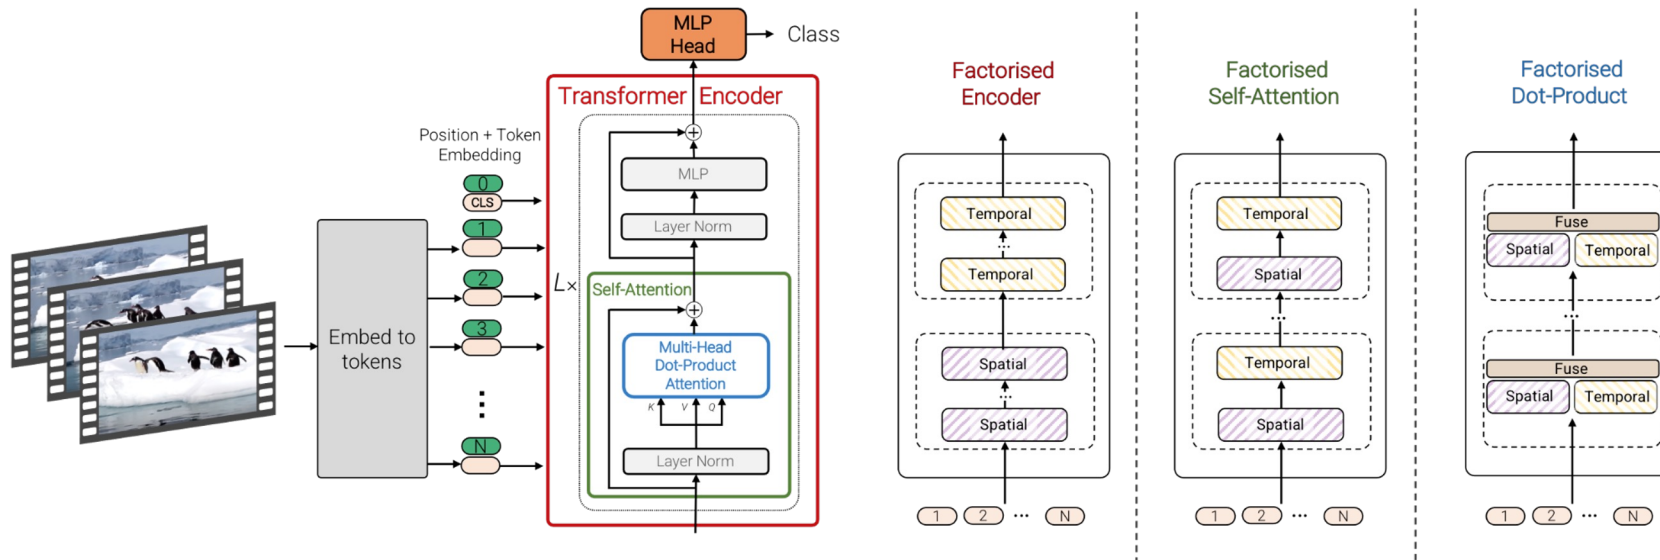 MLP
Head
Class
Transformer Encoder
Position + Token
Embedding
0
CLS
1
2
3
N
Embed to
tokens
L×
MLP
Layer Norm
Self-Attention
Multi-Head
Dot-Product
Attention
K V Q
Layer Norm
Factorised
Encoder
Temporal
...
Temporal
Spatial
...
Spatial
1 2 ... N
Factorised
Self-Attention
Temporal
Spatial
...
Temporal
Spatial
1 2 ... N
Factorised
Dot-Product
Fuse
Spatial Temporal
...
Fuse
Spatial Temporal
1 2 ... N